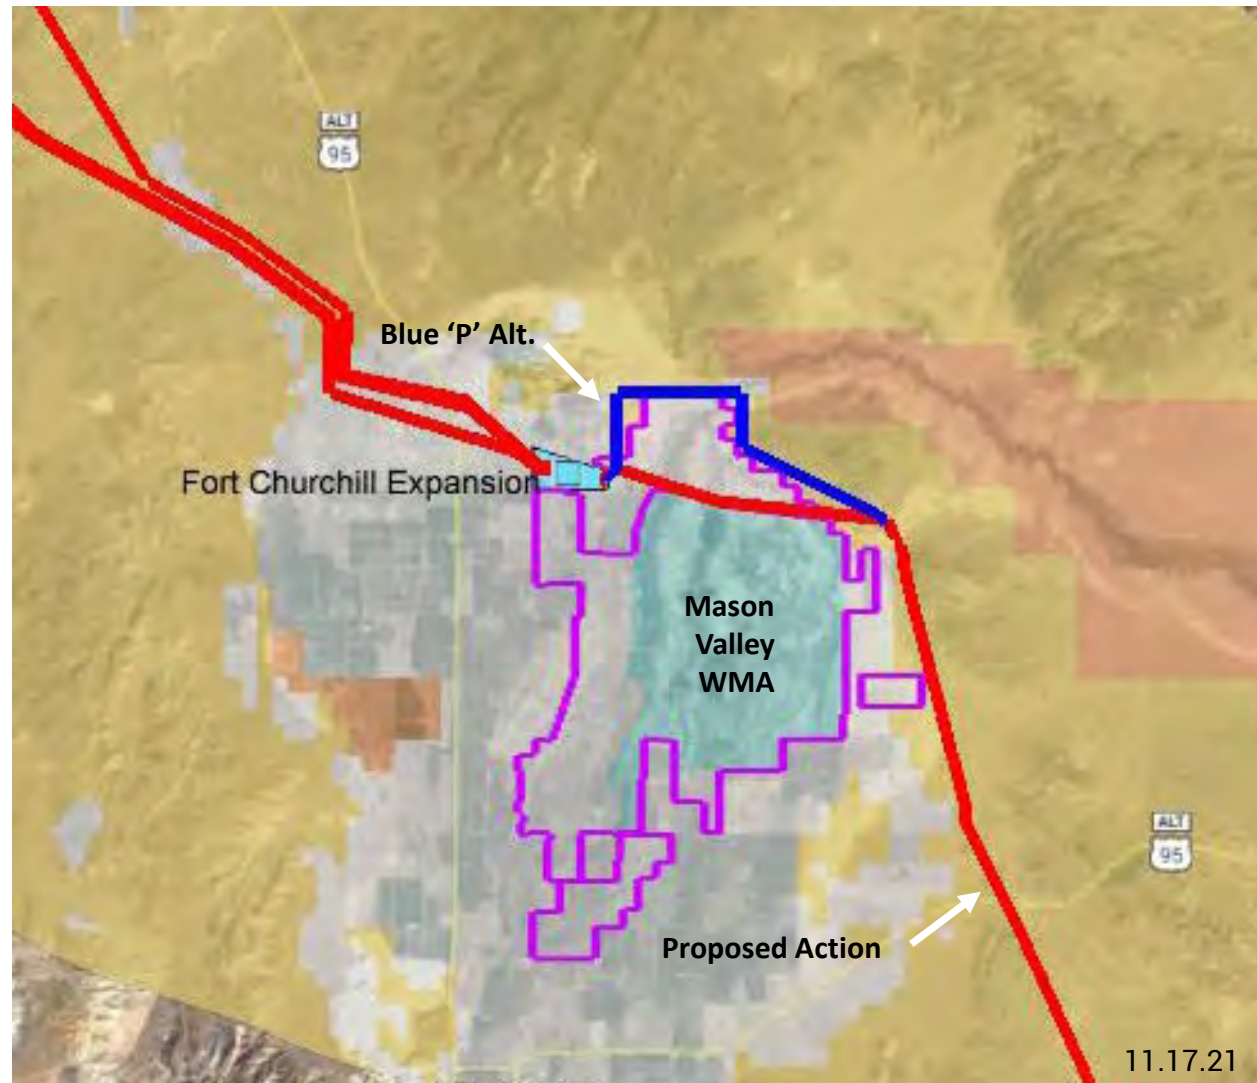 ALT
95
Blue ‘P’ Alt.
Fort Churchill Expansion
Mason
Valley
WMA
ALT
95
Proposed Action
11.17.21